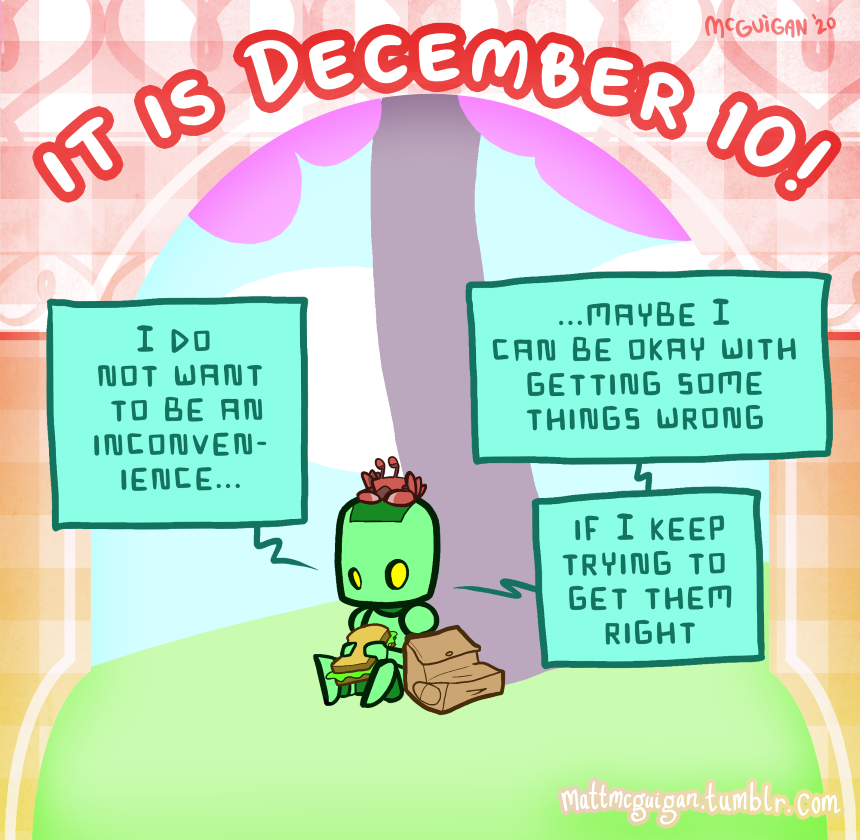 McGUiGAN '20
IT IS DECEMBER 10!
I DO
NOT WANT
TO BE AN
INCONVEN-
IENCE...
...MAYBE I
CAN BE OKAY WITH
GETTING SOME
THINGS WRONG
IF I KEEP
TRYING TO
GET THEM
RIGHT
mattmcguigan.tumblr.com